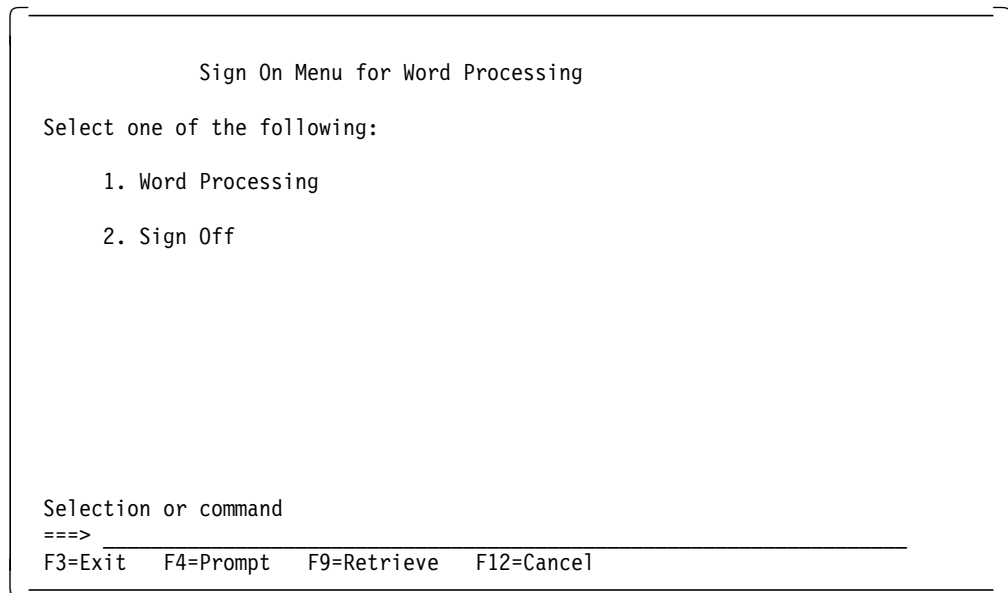 Sign On Menu for Word Processing
Select one of the following:
1. Word Processing
2. Sign Off
Selection or command
===>
F3=Exit F4=Prompt F9=Retrieve F12=Cancel